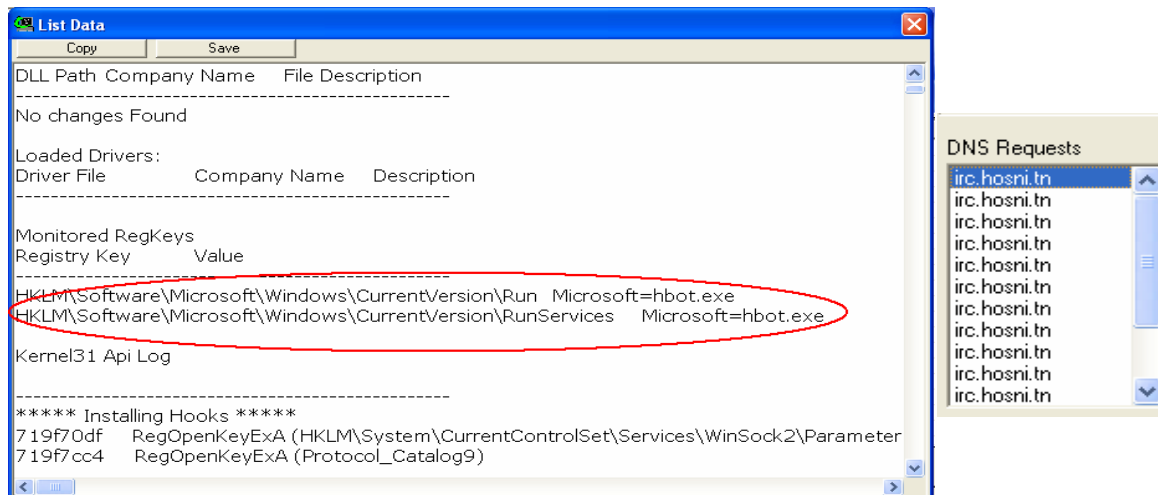 List Data
Copy Save
DLL Path Company Name File Description
------------------------------------------------
No changes Found
Loaded Drivers:
Driver File Company Name Description
------------------------------------------------
Monitored RegKeys
Registry Key Value
------------------------------------------------
HKLM\Software\Microsoft\Windows\CurrentVersion\Run Microsoft=hbot.exe
HKLM\Software\Microsoft\Windows\CurrentVersion\RunServices Microsoft=hbot.exe
Kernel31 Api Log
------------------------------------------------
***** Installing Hooks *****
719f70df RegOpenKeyExA (HKLM\System\CurrentControlSet\Services\WinSock2\Parameter
719f7cc4 RegOpenKeyExA (Protocol_Catalog9)
DNS Requests
irc.hosni.tn
irc.hosni.tn
irc.hosni.tn
irc.hosni.tn
irc.hosni.tn
irc.hosni.tn
irc.hosni.tn
irc.hosni.tn
irc.hosni.tn
irc.hosni.tn
irc.hosni.tn